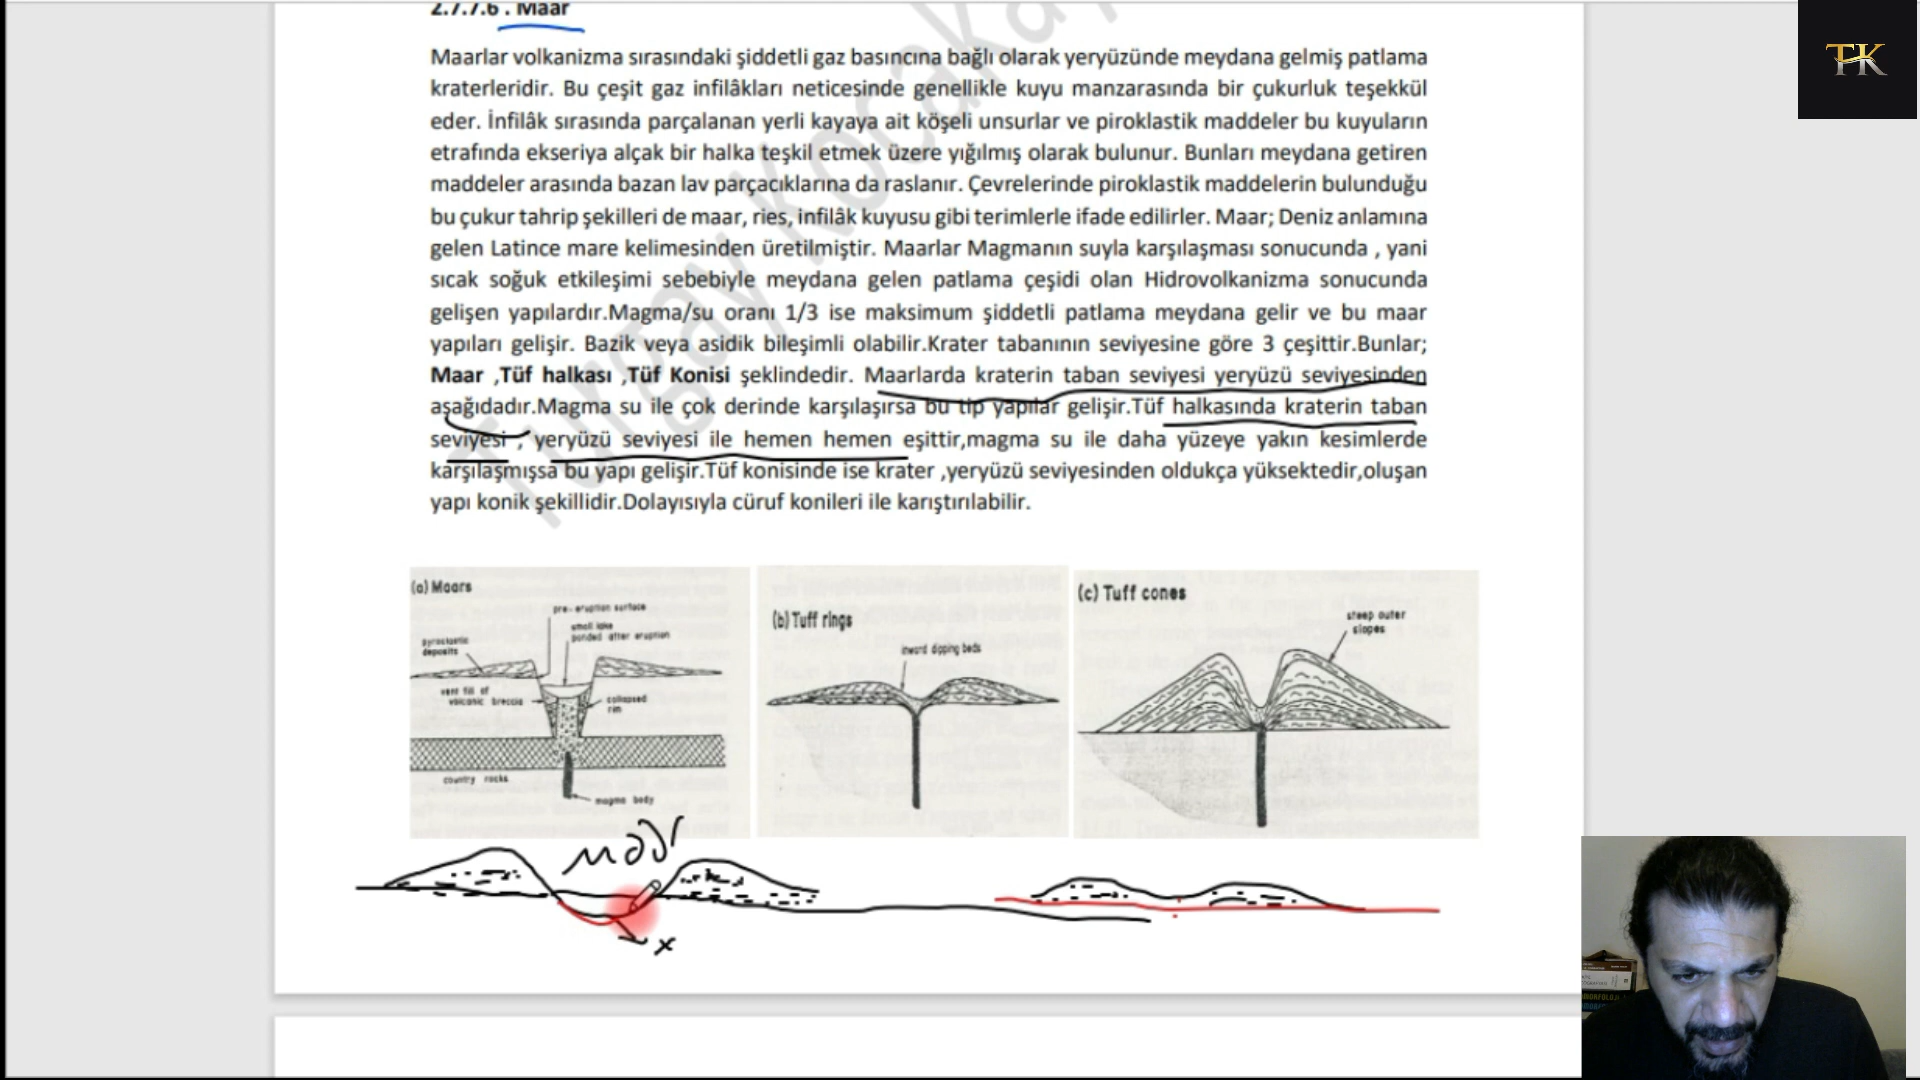 2.7.7.6 . Maar
TK
Maarlar volkanizma sırasındaki şiddetli gaz basıncına bağlı olarak yeryüzünde meydana gelmiş patlama
kraterleridir. Bu çeşit gaz infilâkları neticesinde genellikle kuyu manzarasında bir çukurluk teşekkül
eder. İnfilâk sırasında parçalanan yerli kayaya ait köşeli unsurlar ve piroklastik maddeler bu kuyuların
etrafında ekseriya alçak bir halka teşkil etmek üzere yığılmış olarak bulunur. Bunları meydana getiren
maddeler arasında bazan lav parçacıklarına da raslanır. Çevrelerinde piroklastik maddelerin bulunduğu
bu çukur tahrip şekilleri de maar, ries, infilâk kuyusu gibi terimlerle ifade edilirler. Maar; Deniz anlamına
gelen Latince mare kelimesinden üretilmiştir. Maarlar Magmanın suyla karşılaşması sonucunda , yani
sıcak soğuk etkileşimi sebebiyle meydana gelen patlama çeşidi olan Hidrovolkanizma sonucunda
gelişen yapılardır.Magma/su oranı 1/3 ise maksimum şiddetli patlama meydana gelir ve bu maar
yapıları gelişir. Bazik veya asidik bileşimli olabilir.Krater tabanının seviyesine göre 3 çeşittir.Bunlar;
Maar ,Tüf halkası ,Tüf Konisi şeklindedir. Maarlarda kraterin taban seviyesi yeryüzü seviyesinden
aşağıdadır.Magma su ile çok derinde karşılaşırsa bu tip yapılar gelişir.Tüf halkasında kraterin taban
seviyesi , yeryüzü seviyesi ile hemen hemen eşittir,magma su ile daha yüzeye yakın kesimlerde
karşılaşmışsa bu yapı gelişir.Tüf konisinde ise krater ,yeryüzü seviyesinden oldukça yüksektedir,oluşan
yapı konik şekillidir.Dolayısıyla cüruf konileri ile karıştırılabilir.
Turgay Kocakaya
(a) Maars
pre-eruption surface
small lake
ponded after eruption
pyroclastic
deposits
vent fill of
volcanic breccia
collapsed
rim
country rocks
magma body
(b) Tuff rings
inward dipping beds
(c) Tuff cones
steep outer
slopes
Maar
x